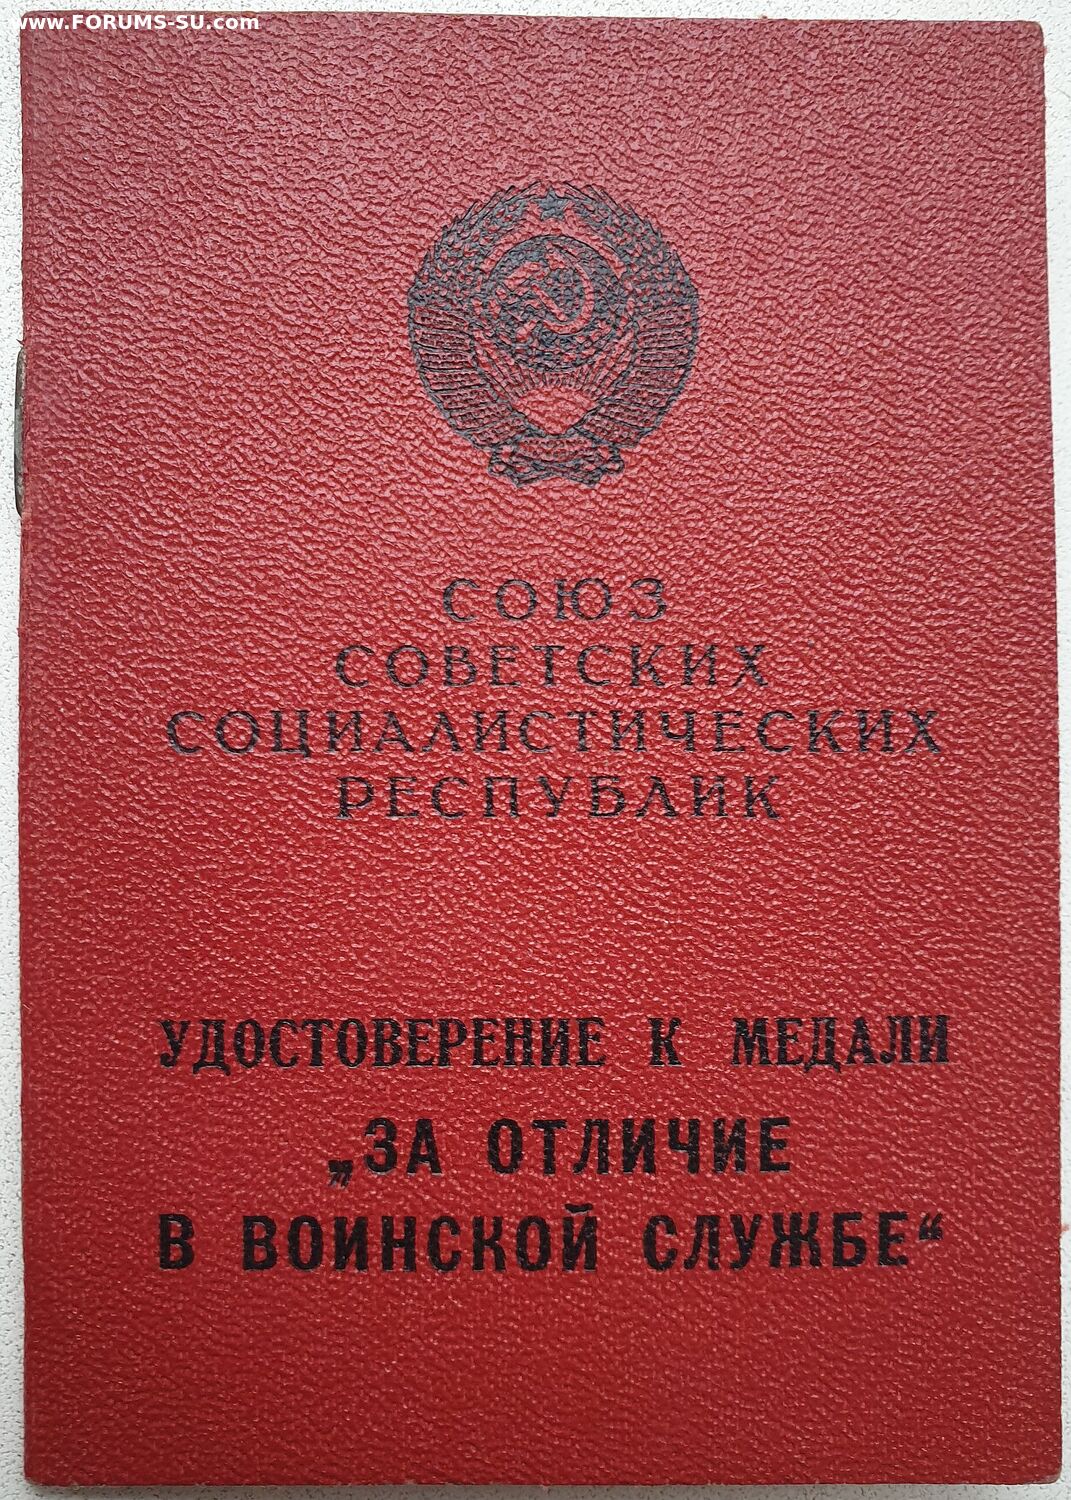 www.FORUMS-SU.com
СОЮЗ
СОВЕТСКИХ
СОЦИАЛИСТИЧЕСКИХ
РЕСПУБЛИК
УДОСТОВЕРЕНИЕ К МЕДАЛИ
„ЗА ОТЛИЧИЕ
В ВОИНСКОЙ СЛУЖБЕ“